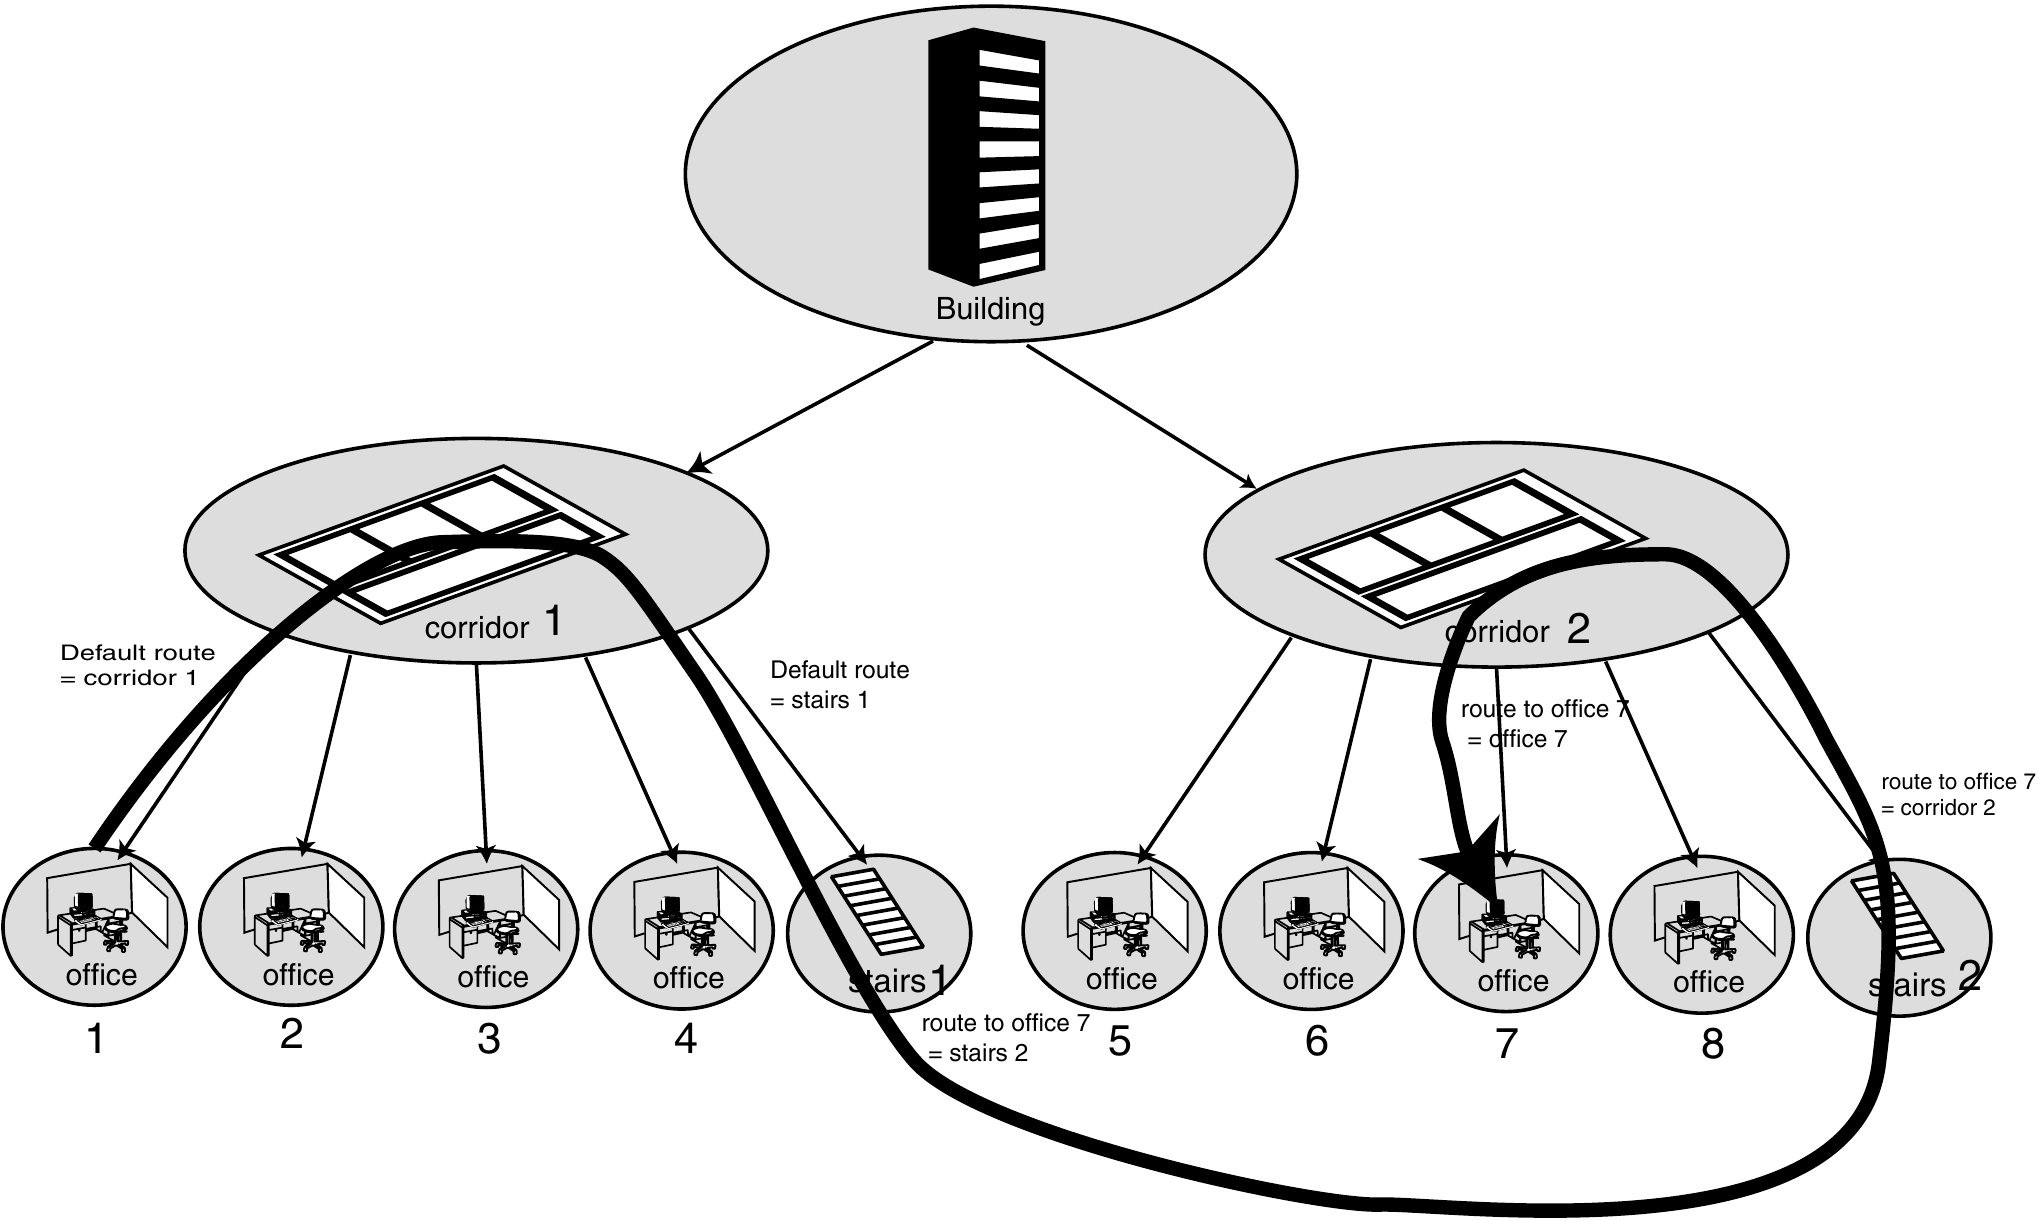 Building
corridor 1
corridor 2
Default route
= corridor 1
Default route
= stairs 1
route to office 7
= office 7
route to office 7
= corridor 2
office
office
office
office
stairs 1
office
office
office
office
stairs 2
1
2
3
4
route to office 7
= stairs 2
5
6
7
8